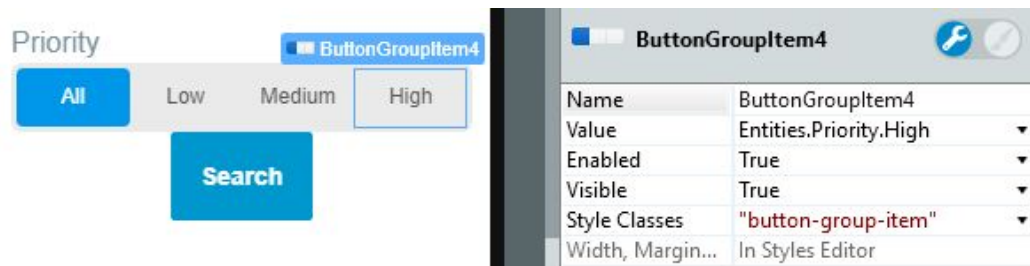 Priority
ButtonGroupItem4
All Low Medium High
Search
ButtonGroupItem4
Name ButtonGroupItem4
Value Entities.Priority.High
Enabled True
Visible True
Style Classes "button-group-item"
Width, Margin... In Styles Editor